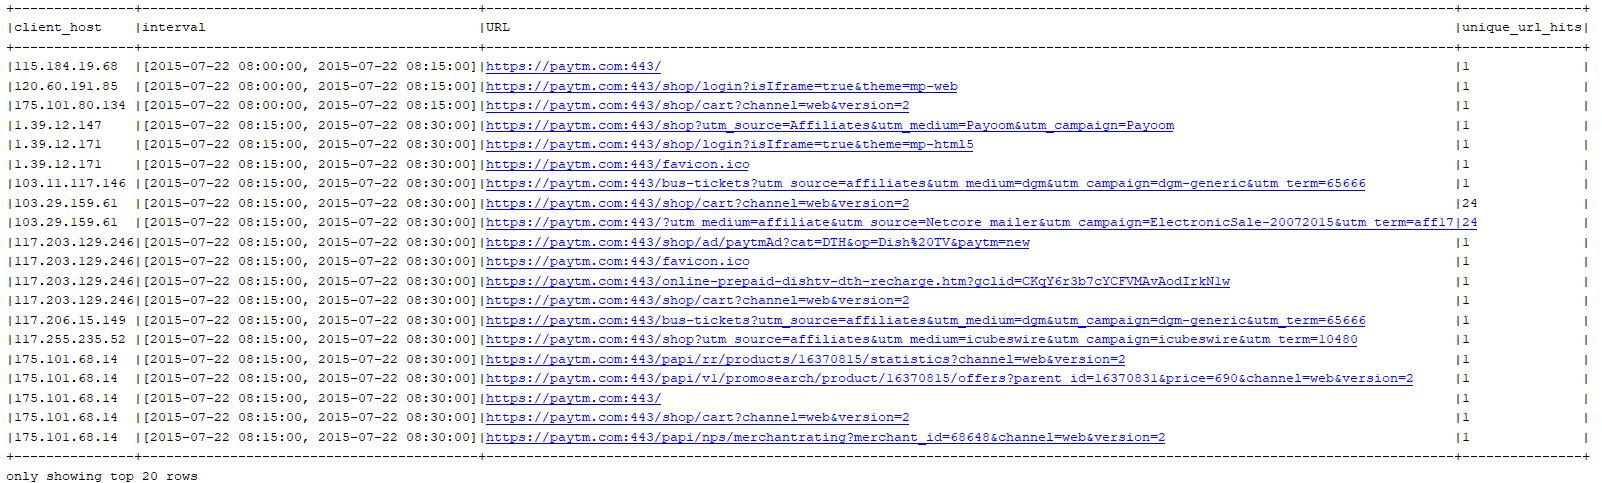 +---------------+------------------------------------------+-------------------------------------------------------------------------------------------------------------------------+---------------+
|client_host    |interval                                  |URL                                                                                                                      |unique_url_hits|
+---------------+------------------------------------------+-------------------------------------------------------------------------------------------------------------------------+---------------+
|115.184.19.68  |[2015-07-22 08:00:00, 2015-07-22 08:15:00]|https://paytm.com:443/                                                                                                   |1              |
|120.60.191.85  |[2015-07-22 08:00:00, 2015-07-22 08:15:00]|https://paytm.com:443/shop/login?isIframe=true&theme=mp-web                                                              |1              |
|175.101.80.134 |[2015-07-22 08:00:00, 2015-07-22 08:15:00]|https://paytm.com:443/shop/cart?channel=web&version=2                                                                    |1              |
|1.39.12.147    |[2015-07-22 08:15:00, 2015-07-22 08:30:00]|https://paytm.com:443/shop?utm_source=Affiliates&utm_medium=Payoom&utm_campaign=Payoom                                   |1              |
|1.39.12.171    |[2015-07-22 08:15:00, 2015-07-22 08:30:00]|https://paytm.com:443/shop/login?isIframe=true&theme=mp-html5                                                            |1              |
|1.39.12.171    |[2015-07-22 08:15:00, 2015-07-22 08:30:00]|https://paytm.com:443/favicon.ico                                                                                        |1              |
|103.11.117.146 |[2015-07-22 08:15:00, 2015-07-22 08:30:00]|https://paytm.com:443/bus-tickets?utm_source=affiliates&utm_medium=dgm&utm_campaign=dgm-generic&utm_term=65666           |1              |
|103.29.159.61  |[2015-07-22 08:15:00, 2015-07-22 08:30:00]|https://paytm.com:443/shop/cart?channel=web&version=2                                                                    |24             |
|103.29.159.61  |[2015-07-22 08:15:00, 2015-07-22 08:30:00]|https://paytm.com:443/?utm_medium=affiliate&utm_source=Netcore_mailer&utm_campaign=ElectronicSale-20072015&utm_term=aff17|24             |
|117.203.129.246|[2015-07-22 08:15:00, 2015-07-22 08:30:00]|https://paytm.com:443/shop/ad/paytmAd?cat=DTH&op=Dish%20TV&paytm=new                                                     |1              |
|117.203.129.246|[2015-07-22 08:15:00, 2015-07-22 08:30:00]|https://paytm.com:443/favicon.ico                                                                                        |1              |
|117.203.129.246|[2015-07-22 08:15:00, 2015-07-22 08:30:00]|https://paytm.com:443/online-prepaid-dishtv-dth-recharge.htm?gclid=CKqY6r3b7cYCFVMAvAodIrkNlw                            |1              |
|117.203.129.246|[2015-07-22 08:15:00, 2015-07-22 08:30:00]|https://paytm.com:443/shop/cart?channel=web&version=2                                                                    |1              |
|117.206.15.149 |[2015-07-22 08:15:00, 2015-07-22 08:30:00]|https://paytm.com:443/bus-tickets?utm_source=affiliates&utm_medium=dgm&utm_campaign=dgm-generic&utm_term=65666           |1              |
|117.255.235.52 |[2015-07-22 08:15:00, 2015-07-22 08:30:00]|https://paytm.com:443/shop?utm_source=affiliates&utm_medium=icubeswire&utm_campaign=icubeswire&utm_term=10480            |1              |
|175.101.68.14  |[2015-07-22 08:15:00, 2015-07-22 08:30:00]|https://paytm.com:443/papi/rr/products/16370815/statistics?channel=web&version=2                                         |1              |
|175.101.68.14  |[2015-07-22 08:15:00, 2015-07-22 08:30:00]|https://paytm.com:443/papi/v1/promosearch/product/16370815/offers?parent_id=16370831&price=690&channel=web&version=2     |1              |
|175.101.68.14  |[2015-07-22 08:15:00, 2015-07-22 08:30:00]|https://paytm.com:443/                                                                                                   |1              |
|175.101.68.14  |[2015-07-22 08:15:00, 2015-07-22 08:30:00]|https://paytm.com:443/shop/cart?channel=web&version=2                                                                    |1              |
|175.101.68.14  |[2015-07-22 08:15:00, 2015-07-22 08:30:00]|https://paytm.com:443/papi/nps/merchantrating?merchant_id=68648&channel=web&version=2                                    |1              |
+---------------+------------------------------------------+-------------------------------------------------------------------------------------------------------------------------+---------------+
only showing top 20 rows